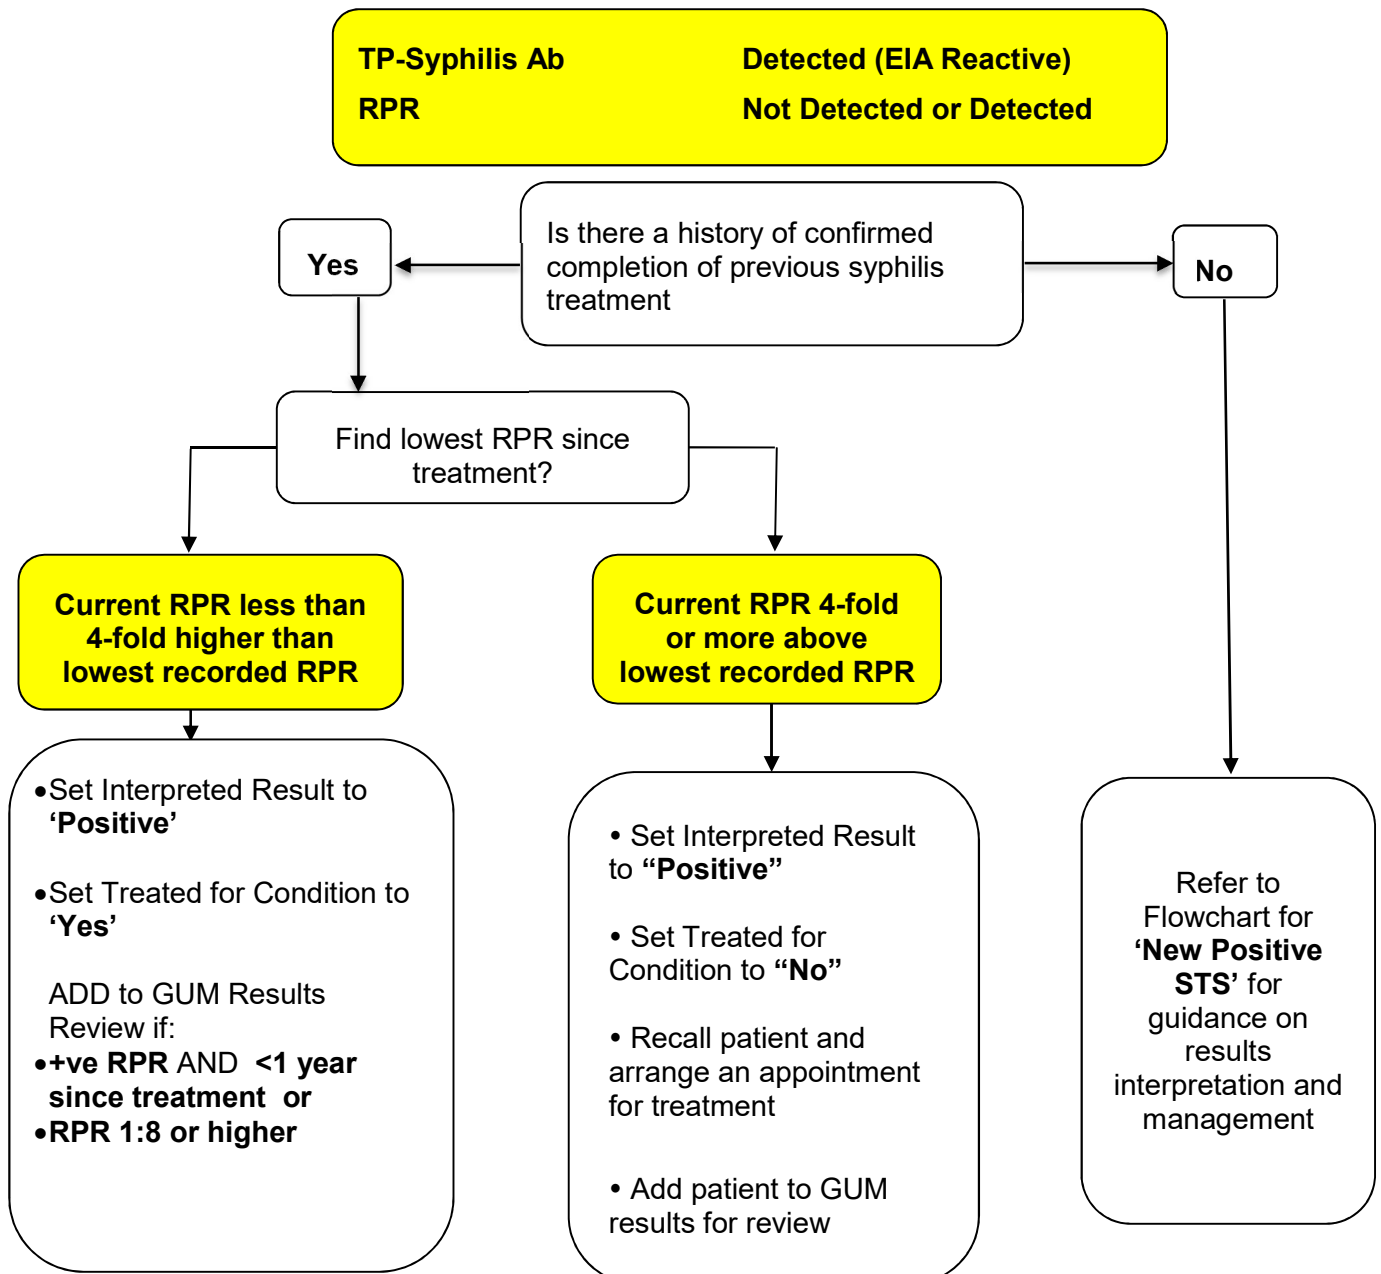 TP-Syphilis Ab Detected (EIA Reactive)
RPR Not Detected or Detected
Is there a history of confirmed
completion of previous syphilis
treatment
Yes
No
Find lowest RPR since
treatment?
Current RPR less than
4-fold higher than
lowest recorded RPR
Current RPR 4-fold
or more above
lowest recorded RPR
•Set Interpreted Result to
‘Positive’
•Set Treated for Condition to
‘Yes’
ADD to GUM Results
Review if:
•+ve RPR AND <1 year
since treatment or
•RPR 1:8 or higher
• Set Interpreted Result
to “Positive”
• Set Treated for
Condition to “No”
• Recall patient and
arrange an appointment
for treatment
• Add patient to GUM
results for review
Refer to
Flowchart for
‘New Positive
STS’ for
guidance on
results
interpretation and
management